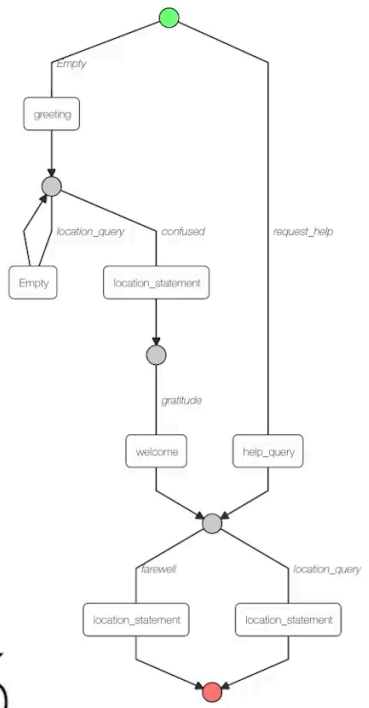 Empty
greeting
location_query
confused
request_help
Empty
location_statement
gratitude
welcome
help_query
farewell
location_query
location_statement
location_statement